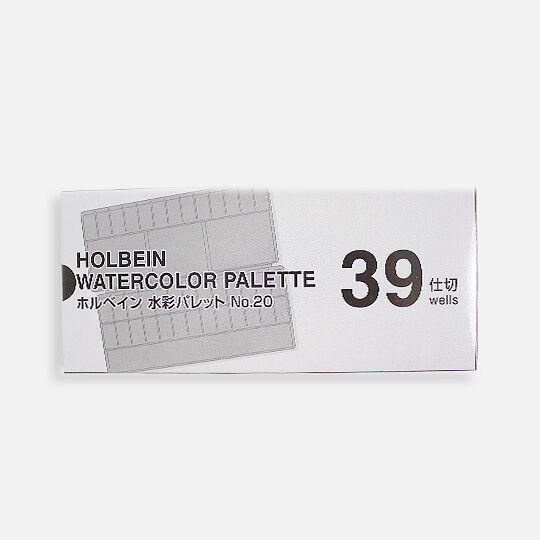 HOLBEIN
WATERCOLOR PALETTE
ホルベイン 水彩パレット No.20
39 仕切
wells